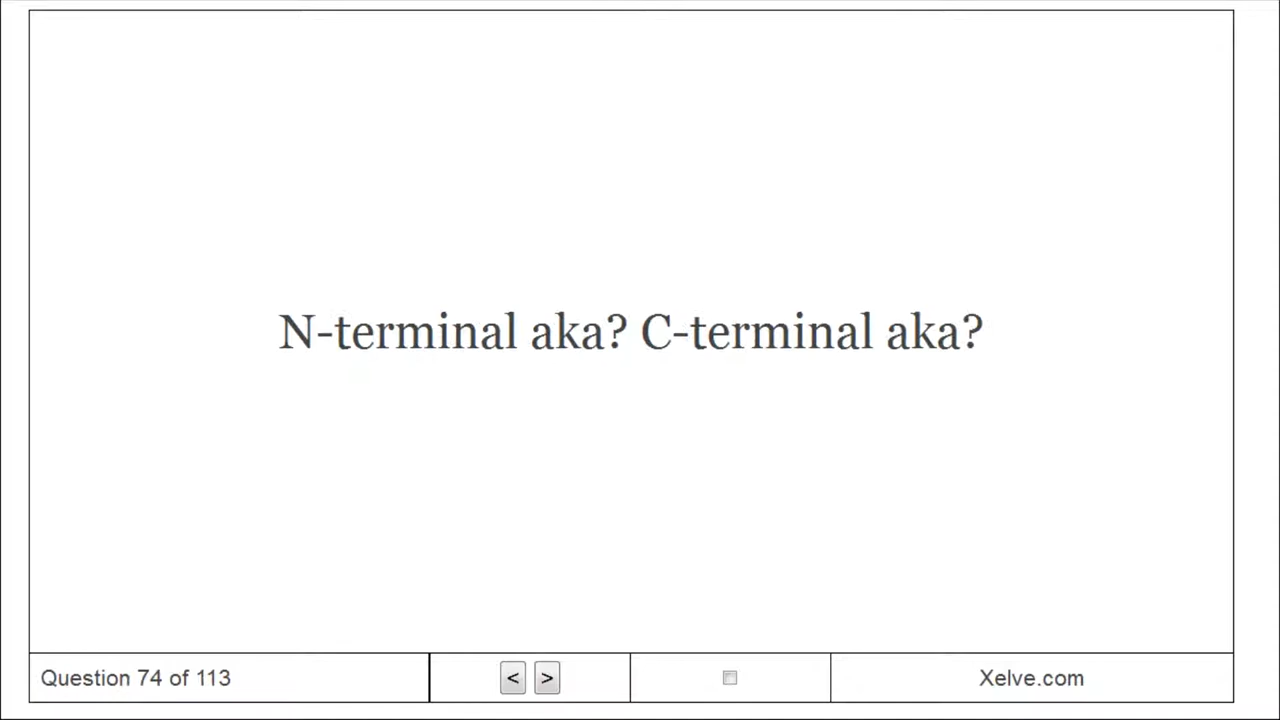 N-terminal aka? C-terminal aka?
Question 74 of 113
<
>
Xelve.com